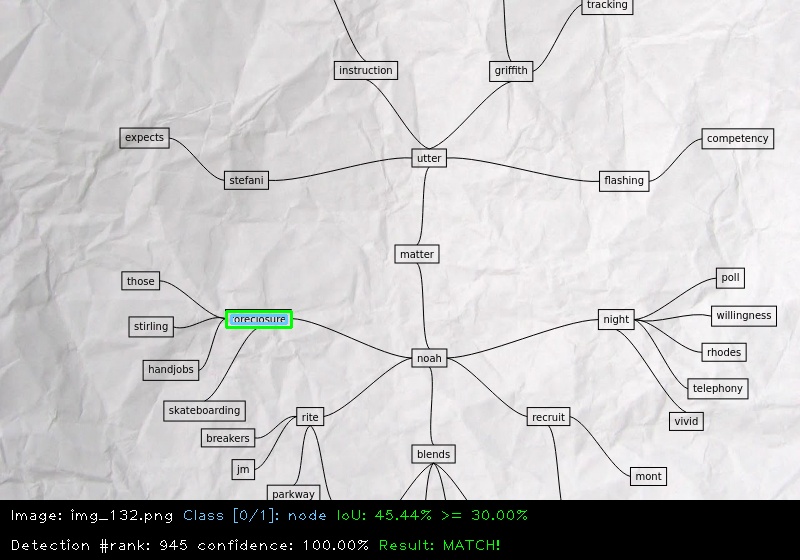 tracking
instruction
griffith
expects
competency
utter
stefani
flashing
matter
those
poll
stirling
oreclosure
night
willingness
noah
rhodes
handjobs
telephony
skateboarding
rite
recruit
vivid
breakers
blends
jm
mont
parkway
Image: img_132.png Class [0/1]: node IoU: 45.44% >= 30.00%
Detection #rank: 945 confidence: 100.00% Result: MATCH!